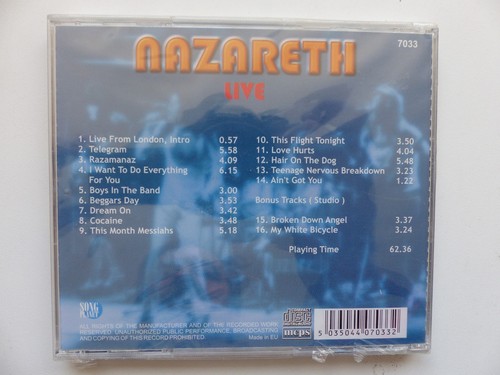 NAZARETH
7033
LIVE
1. Live From London, Intro 0.57
2. Telegram 5.58
3. Razamanaz 4.09
4. I Want To Do Everything 6.15
For You
5. Boys In The Band 3.00
6. Beggars Day 3.53
7. Dream On 3.42
8. Cocaine 3.48
9. This Month Messiahs 5.18
10. This Flight Tonight 3.50
11. Love Hurts 4.04
12. Hair On The Dog 5.48
13. Teenage Nervous Breakdown 3.23
14. Ain't Got You 1.22
Bonus Tracks ( Studio )
15. Broken Down Angel 3.37
16. My White Bicycle 3.24
Playing Time 62.36
SONG
PLANET
ALL RIGHTS OF THE MANUFACTURER AND OF THE RECORDED WORK
RESERVED. UNAUTHORIZED PUBLIC PERFORMANCE, BROADCASTING
AND COPYING OF THIS RECORD PROHIBITED.
Made in EU
disc
mcps
5 035044 070332